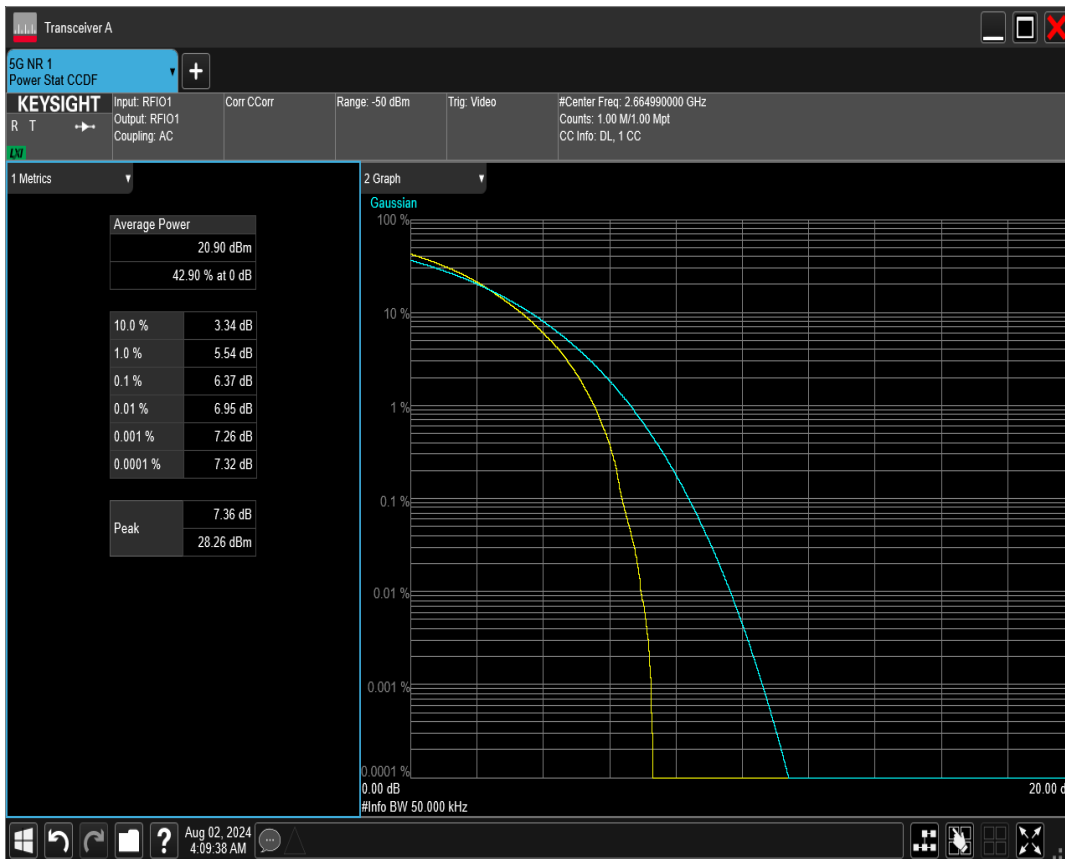 Transceiver A
5G NR 1
Power Stat CCDF
+
KEYSIGHT
R T
LXI
Input: RFIO1
Output: RFIO1
Coupling: AC
Corr CCorr
Range: -50 dBm
Trig: Video
#Center Freq: 2.664990000 GHz
Counts: 1.00 M/1.00 Mpt
CC Info: DL, 1 CC
1 Metrics
Average Power
20.90 dBm
42.90 % at 0 dB
10.0 % 3.34 dB
1.0 % 5.54 dB
0.1 % 6.37 dB
0.01 % 6.95 dB
0.001 % 7.26 dB
0.0001 % 7.32 dB
Peak 7.36 dB
28.26 dBm
2 Graph
Gaussian
100 %
10 %
1 %
0.1 %
0.01 %
0.001 %
0.0001 %
0.00 dB 20.00 d
#Info BW 50.000 kHz
?
Aug 02, 2024
4:09:38 AM